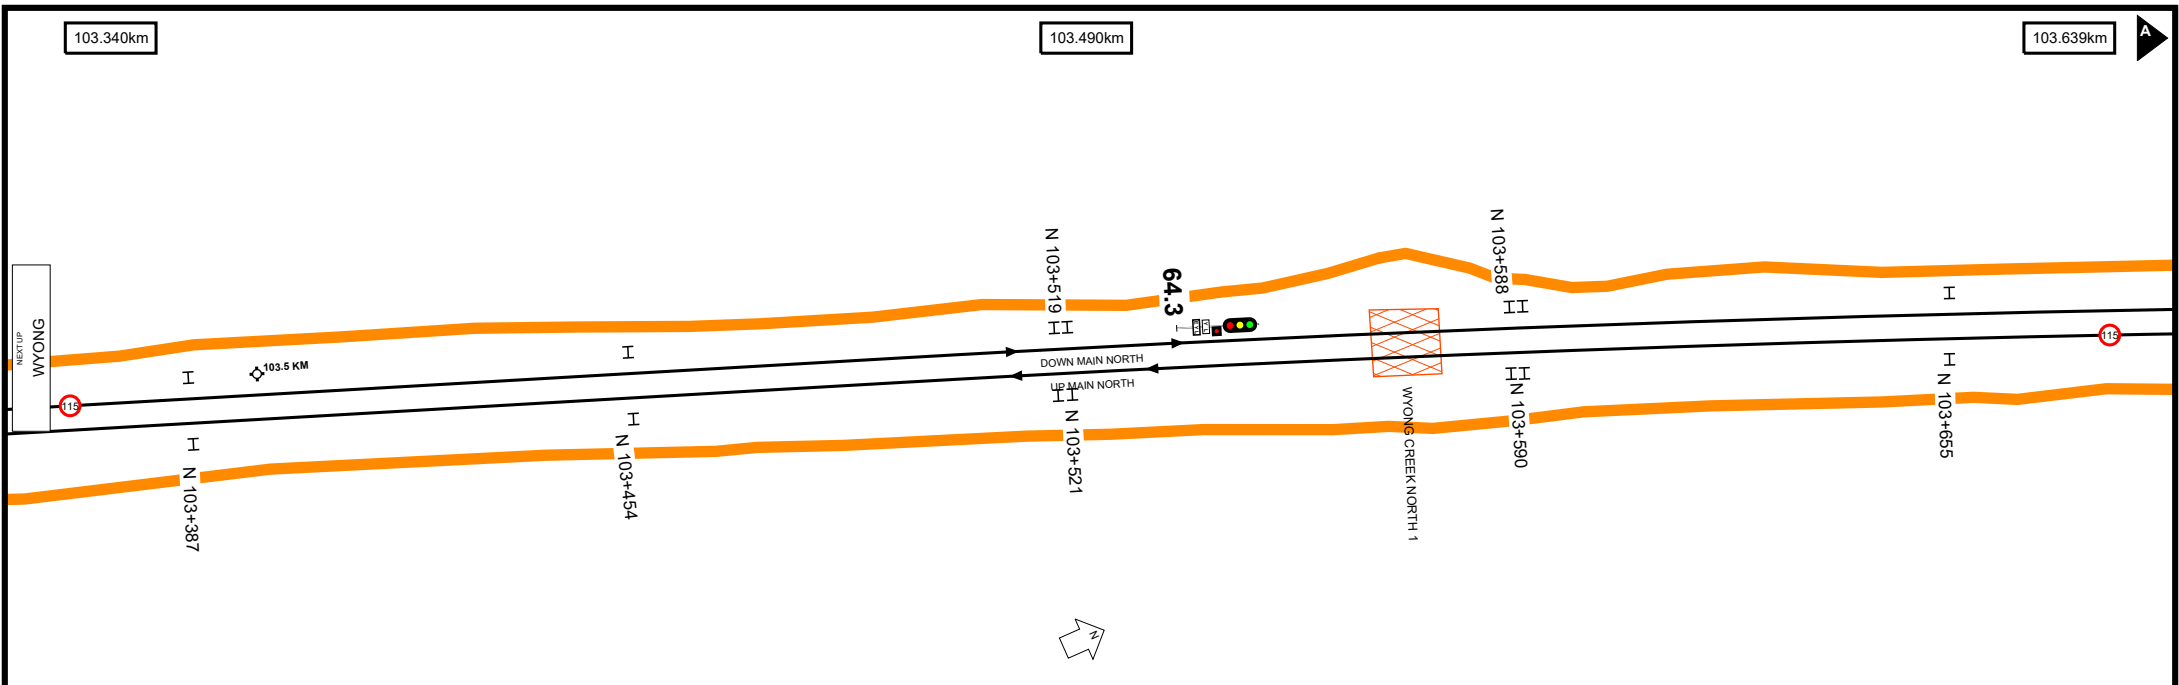 103.340km
103.490km
103.639km
A
NEXT UP
WYONG
115
103.5 KM
N 103+387
N 103+454
N 103+519
N 103+521
DOWN MAIN NORTH
UP MAIN NORTH
64.3
WYONG CREEK NORTH 1
N 103+588
N 103+590
N 103+655
115
N